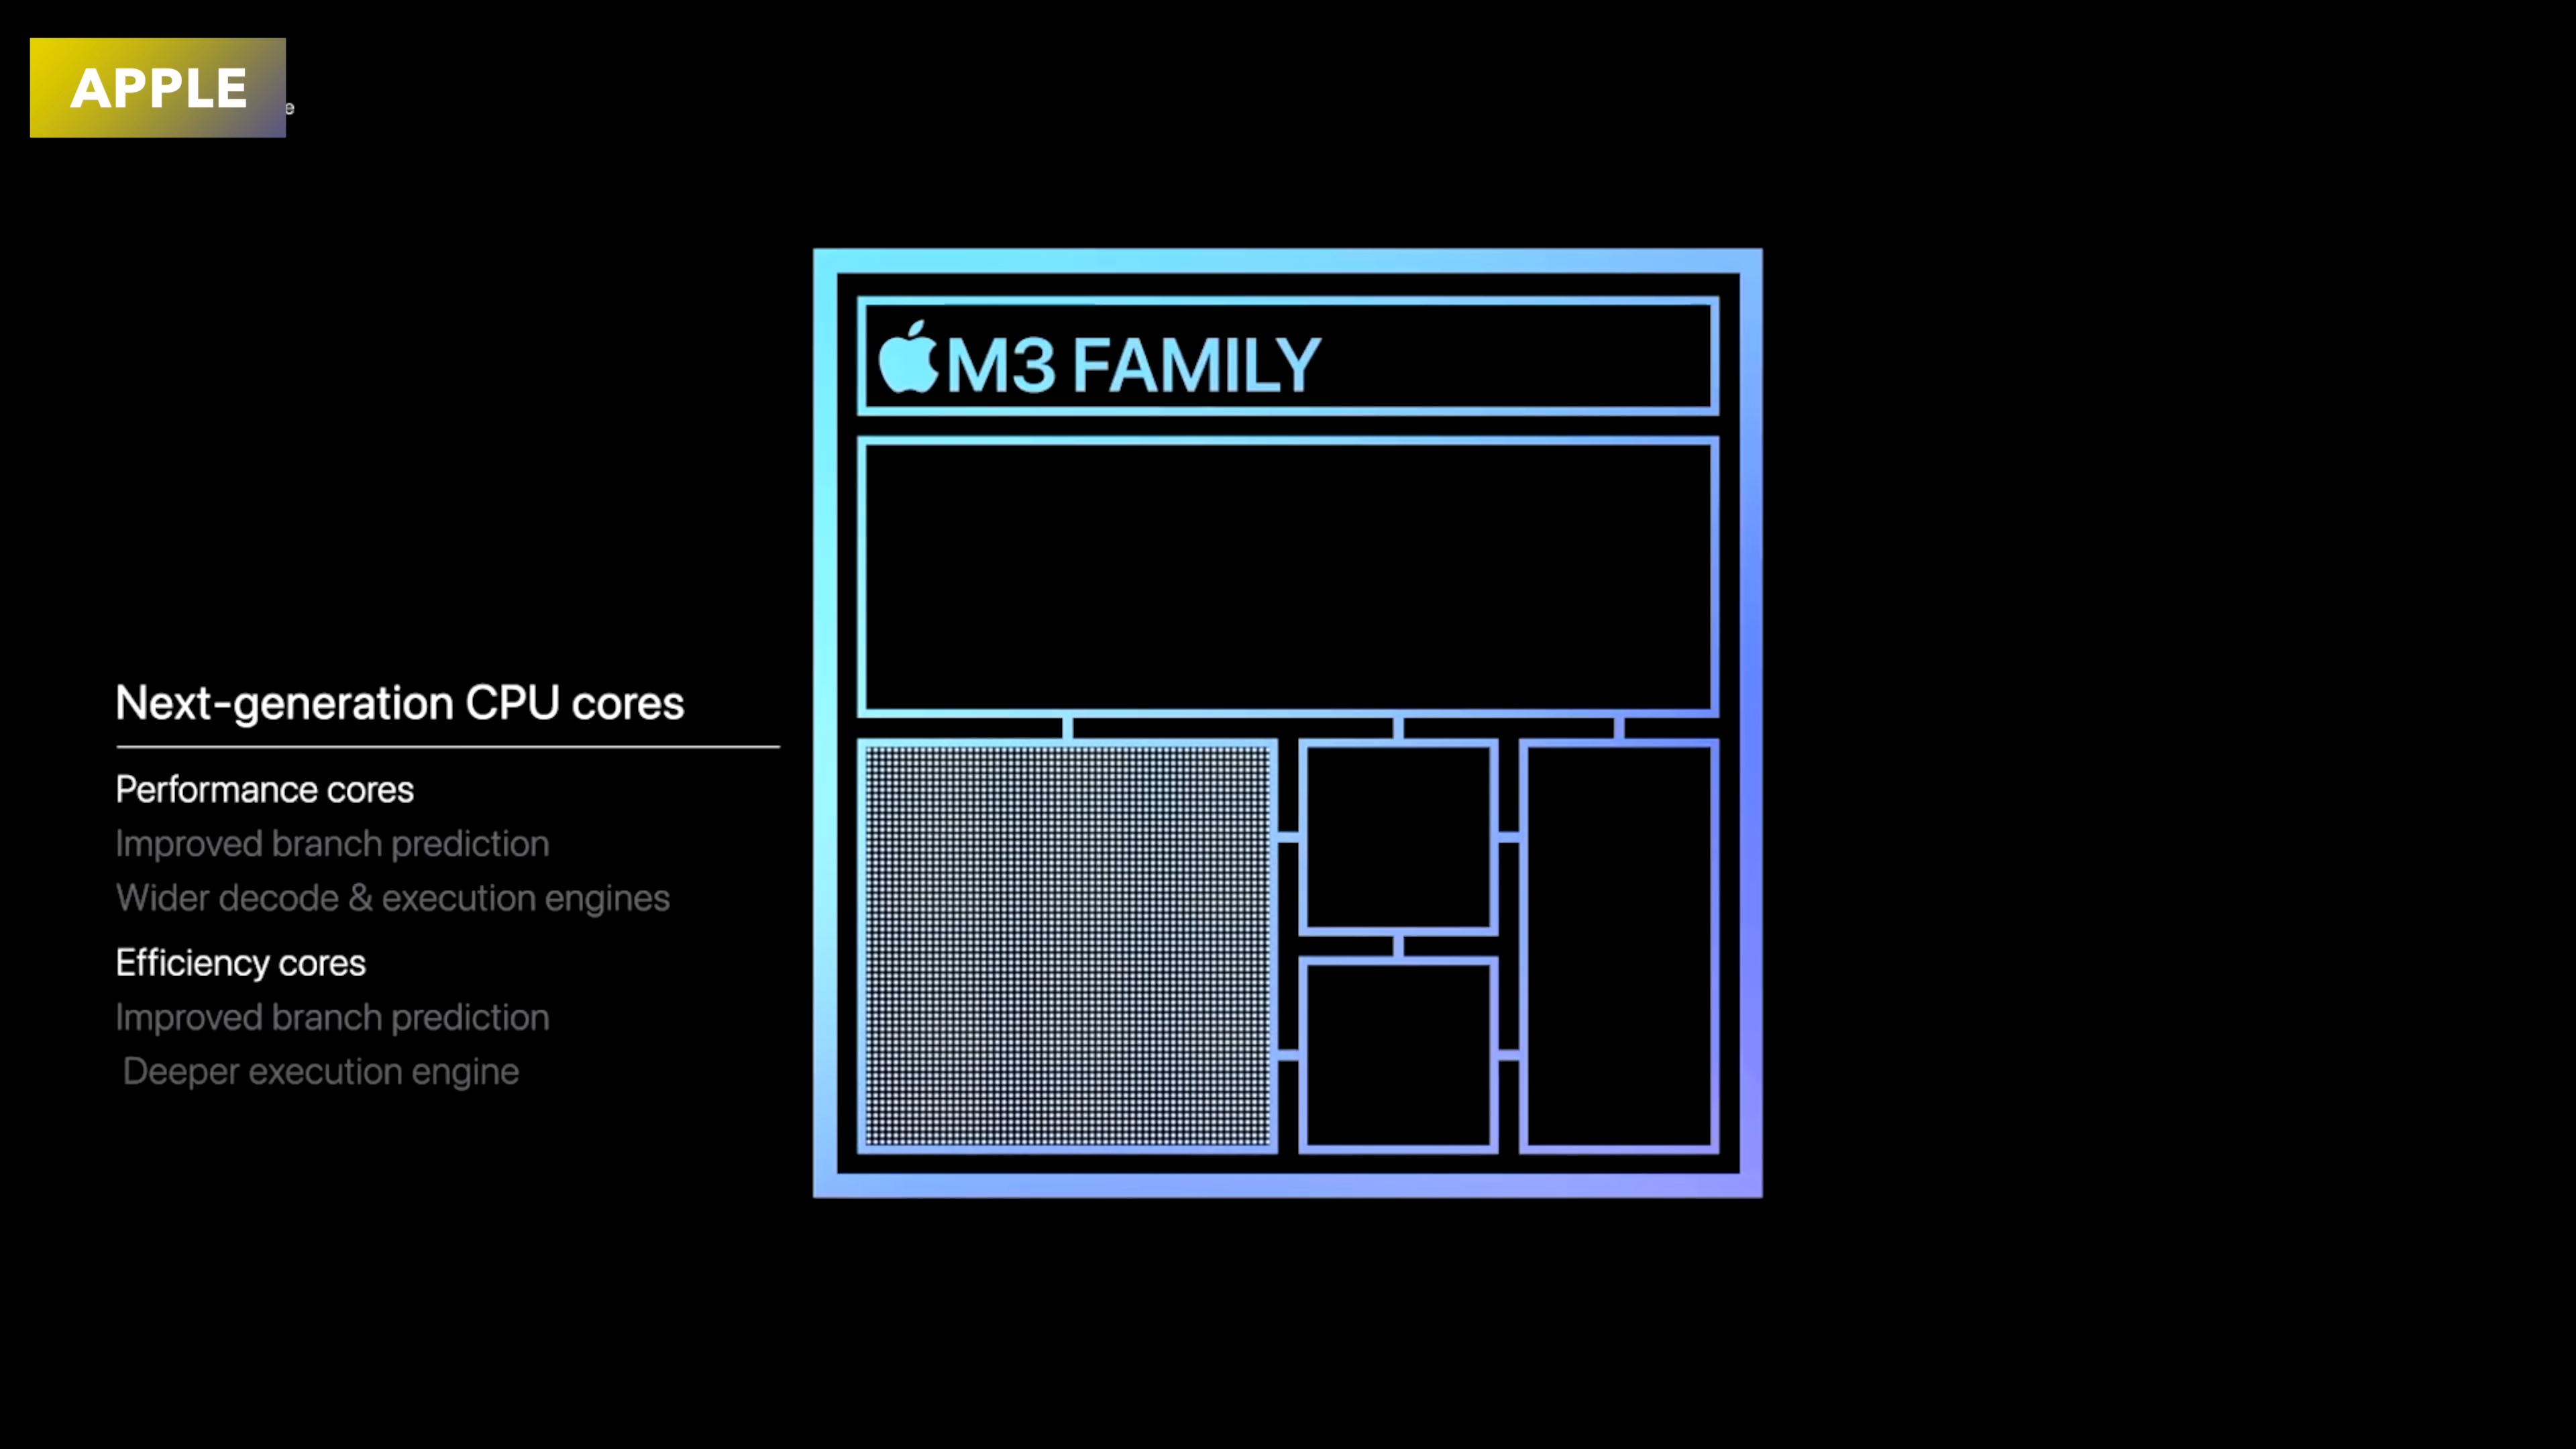 APPLE
e
M3 FAMILY
Next-generation CPU cores
Performance cores
Improved branch prediction
Wider decode & execution engines
Efficiency cores
Improved branch prediction
Deeper execution engine